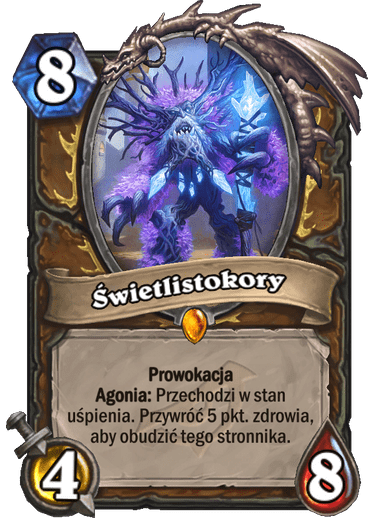 8
Świetlistokory
Prowokacja
Agonia: Przechodzi w stan
uśpienia. Przywróć 5 pkt. zdrowia,
aby obudzić tego stronnika.
4
8